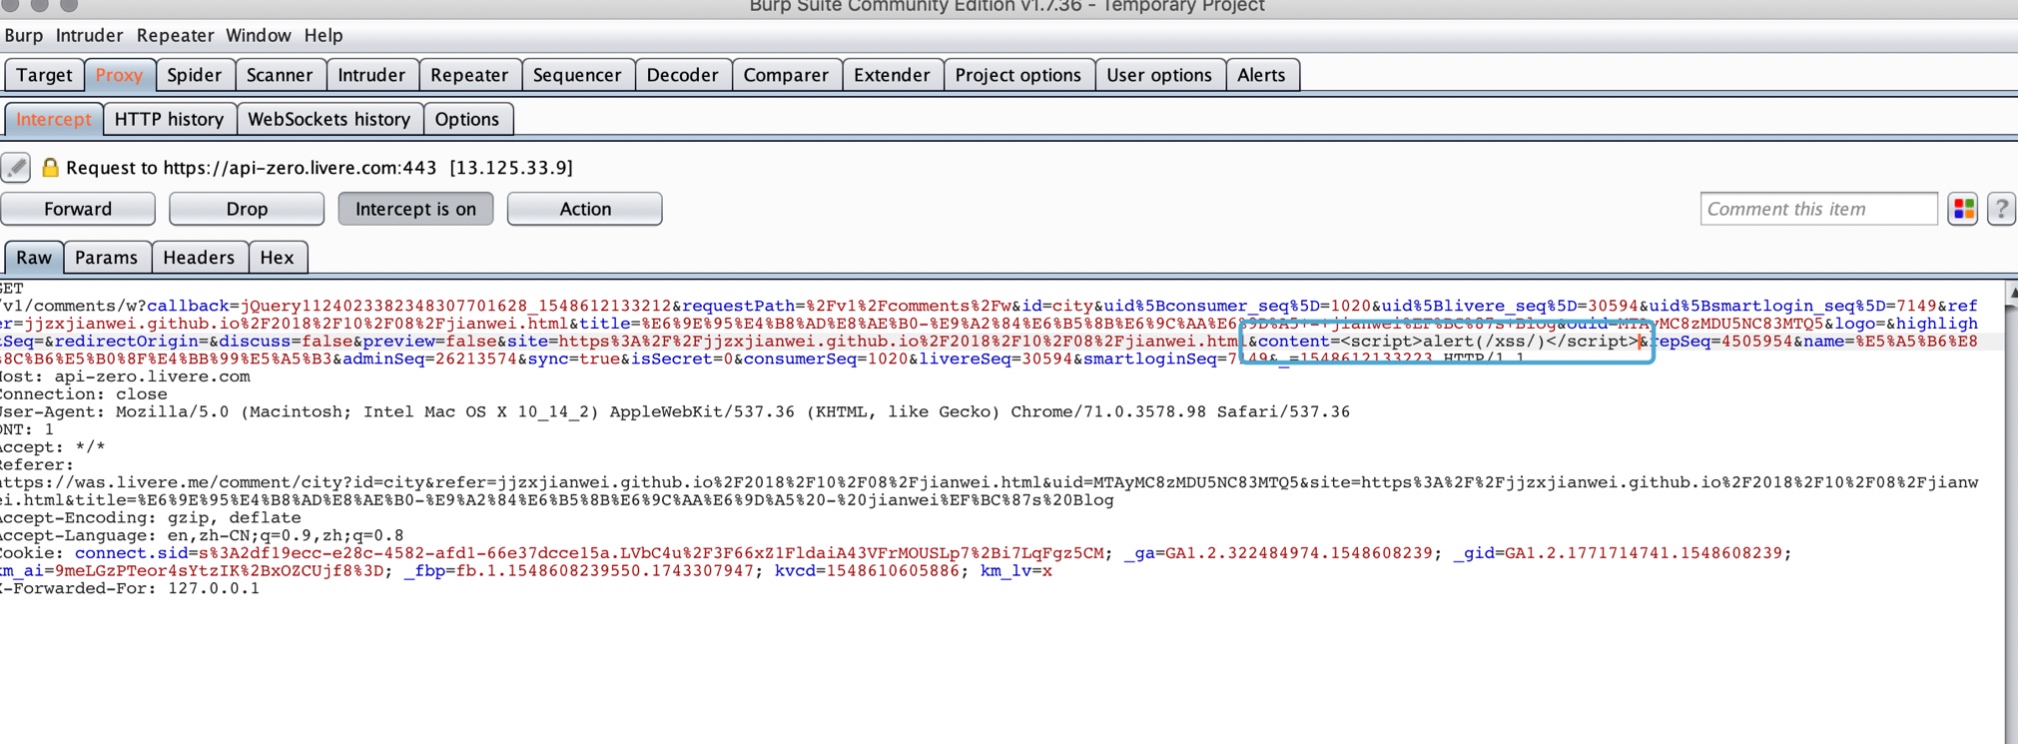 Burp Suite Community Edition v1.7.36 - Temporary Project
Burp Intruder Repeater Window Help
Target Proxy Spider Scanner Intruder Repeater Sequencer Decoder Comparer Extender Project options User options Alerts
Intercept HTTP history WebSockets history Options
Request to https://api-zero.livere.com:443 [13.125.33.9]
Forward Drop Intercept is on Action Comment this item ?
Raw Params Headers Hex
GET
/v1/comments/w?callback=jQuery1124023382348307701628_1548612133212&requestPath=%2Fv1%2Fcomments%2Fw&id=city&uid%5Bconsumer_seq%5D=1020&uid%5Blivere_seq%5D=30594&uid%5Bsmartlogin_seq%5D=7149&ref
er=jjzxjianwei.github.io%2F2018%2F10%2F08%2Fjianwei.html&title=%E6%9E%95%E4%B8%AD%E8%AE%B0-%E9%A2%84%E6%B5%8B%E6%9C%AA%E6%9D%A5+-+jianwei%EF%BC%87s+Blog&uuid=MTAyMC8zMDU5NC83MTQ5&logo=&highligh
tSeq=&redirectOrigin=&discuss=false&preview=false&site=https%3A%2F%2Fjjzxjianwei.github.io%2F2018%2F10%2F08%2Fjianwei.html&content=<script>alert(/xss/)</script>&repSeq=4505954&name=%E5%A5%B6%E8
%8C%B6%E5%B0%8F%E4%BB%99%E5%A5%B3&adminSeq=26213574&sync=true&isSecret=0&consumerSeq=1020&livereSeq=30594&smartloginSeq=7149&_=1548612133223 HTTP/1.1
Host: api-zero.livere.com
Connection: close
User-Agent: Mozilla/5.0 (Macintosh; Intel Mac OS X 10_14_2) AppleWebKit/537.36 (KHTML, like Gecko) Chrome/71.0.3578.98 Safari/537.36
DNT: 1
Accept: */*
Referer:
https://was.livere.me/comment/city?id=city&refer=jjzxjianwei.github.io%2F2018%2F10%2F08%2Fjianwei.html&uid=MTAyMC8zMDU5NC83MTQ5&site=https%3A%2F%2Fjjzxjianwei.github.io%2F2018%2F10%2F08%2Fjianw
ei.html&title=%E6%9E%95%E4%B8%AD%E8%AE%B0-%E9%A2%84%E6%B5%8B%E6%9C%AA%E6%9D%A5%20-%20jianwei%EF%BC%87s%20Blog
Accept-Encoding: gzip, deflate
Accept-Language: en,zh-CN;q=0.9,zh;q=0.8
Cookie: connect.sid=s%3A2df19ecc-e28c-4582-afd1-66e37dcce15a.LVbC4u%2F3F66xZ1FldaiA43VFrMOUSLp7%2Bi7LqFgz5CM; _ga=GA1.2.322484974.1548608239; _gid=GA1.2.1771714741.1548608239;
km_ai=9meLGzPTeor4sYtzIK%2BxOZCUjf8%3D; _fbp=fb.1.1548608239550.1743307947; kvcd=1548610605886; km_lv=x
X-Forwarded-For: 127.0.0.1